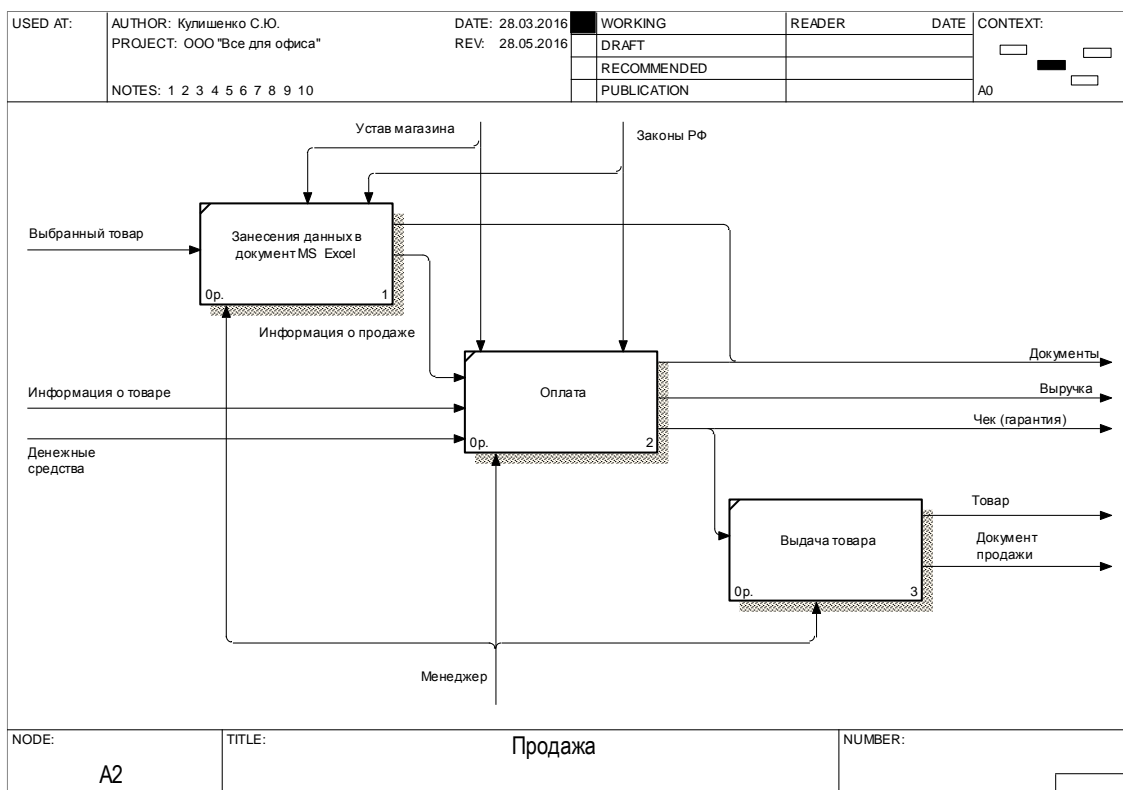 USED AT:
AUTHOR: Кулишенко С.Ю.
DATE: 28.03.2016
PROJECT: ООО "Все для офиса"
REV: 28.05.2016
NOTES: 1 2 3 4 5 6 7 8 9 10
WORKING
DRAFT
RECOMMENDED
PUBLICATION
READER
DATE
CONTEXT:
A0
Устав магазина
Законы РФ
Выбранный товар
Занесения данных в
документ MS Excel
0р.
1
Информация о продаже
Информация о товаре
Денежные
средства
Оплата
0р.
2
Документы
Выручка
Чек (гарантия)
Выдача товара
0р.
3
Товар
Документ
продажи
Менеджер
NODE:
A2
TITLE:
Продажа
NUMBER: